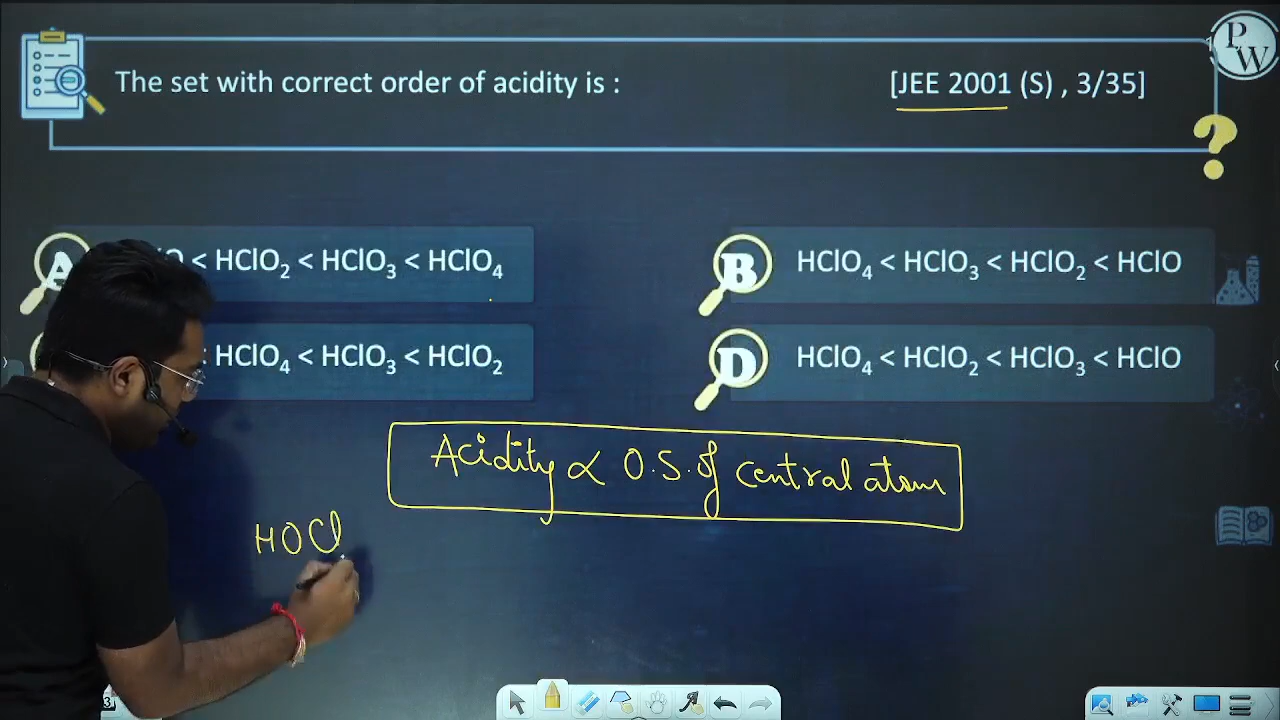 The set with correct order of acidity is : [JEE 2001 (S) , 3/35]
PW
?
A < HClO₂ < HClO₃ < HClO₄
B HClO₄ < HClO₃ < HClO₂ < HClO
HClO₄ < HClO₃ < HClO₂
D HClO₄ < HClO₂ < HClO₃ < HClO
Acidity ∝ O.S. of central atom
HOCl